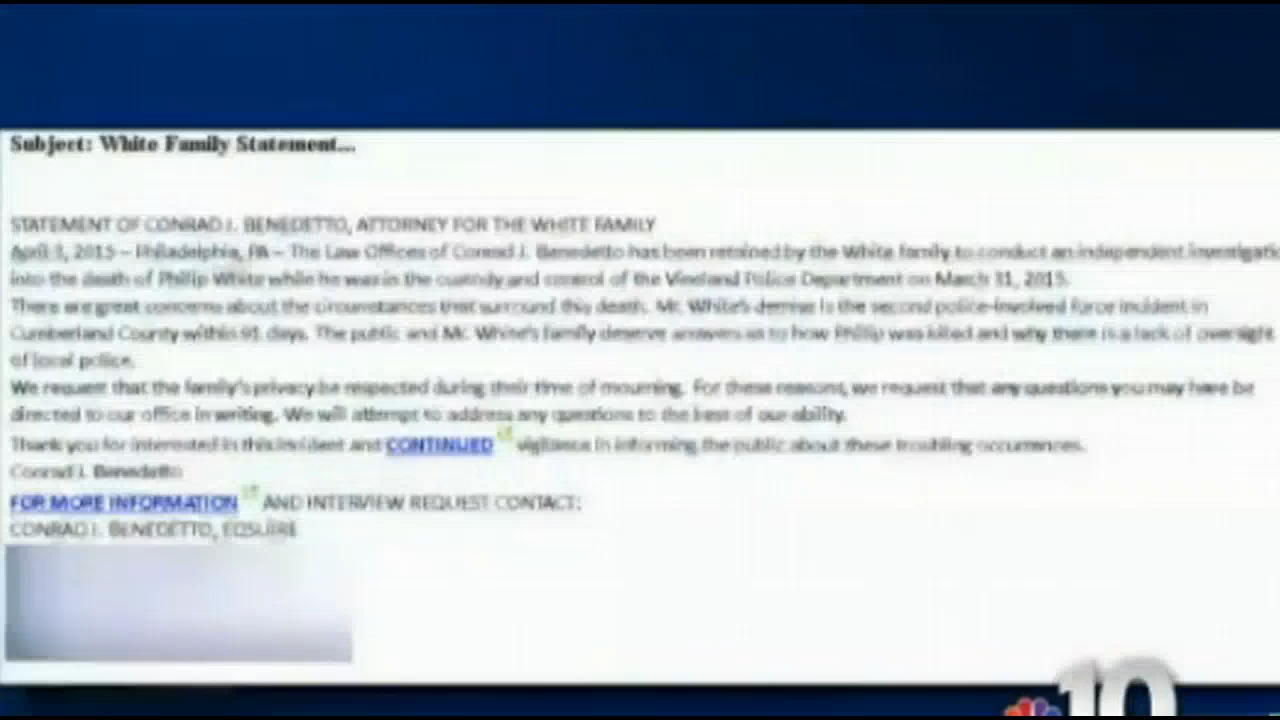 Subject: White Family Statement...
STATEMENT OF CONRAD J. BENEDETTO, ATTORNEY FOR THE WHITE FAMILY
April 3, 2015 – Philadelphia, PA – The Law Offices of Conrad J. Benedetto has been retained by the White family to conduct an independent investigatio
into the death of Phillip White while he was in the custody and control of the Vineland Police Department on March 31, 2015.
There are great concerns about the circumstances that surround this death. Mr. White's demise is the second police-involved force incident in
Cumberland County within 91 days. The public and Mr. White's family deserve answers as to how Phillip was killed and why there is a lack of oversight
of local police.
We request that the family's privacy be respected during their time of mourning. For these reasons, we request that any questions you may have be
directed to our office in writing. We will attempt to address any questions to the best of our ability.
Thank you for interested in this incident and CONTINUED vigilance in informing the public about these troubling occurrences.
Conrad J. Benedetto
FOR MORE INFORMATION AND INTERVIEW REQUEST CONTACT:
CONRAD J. BENEDETTO, EQSUIRE
10